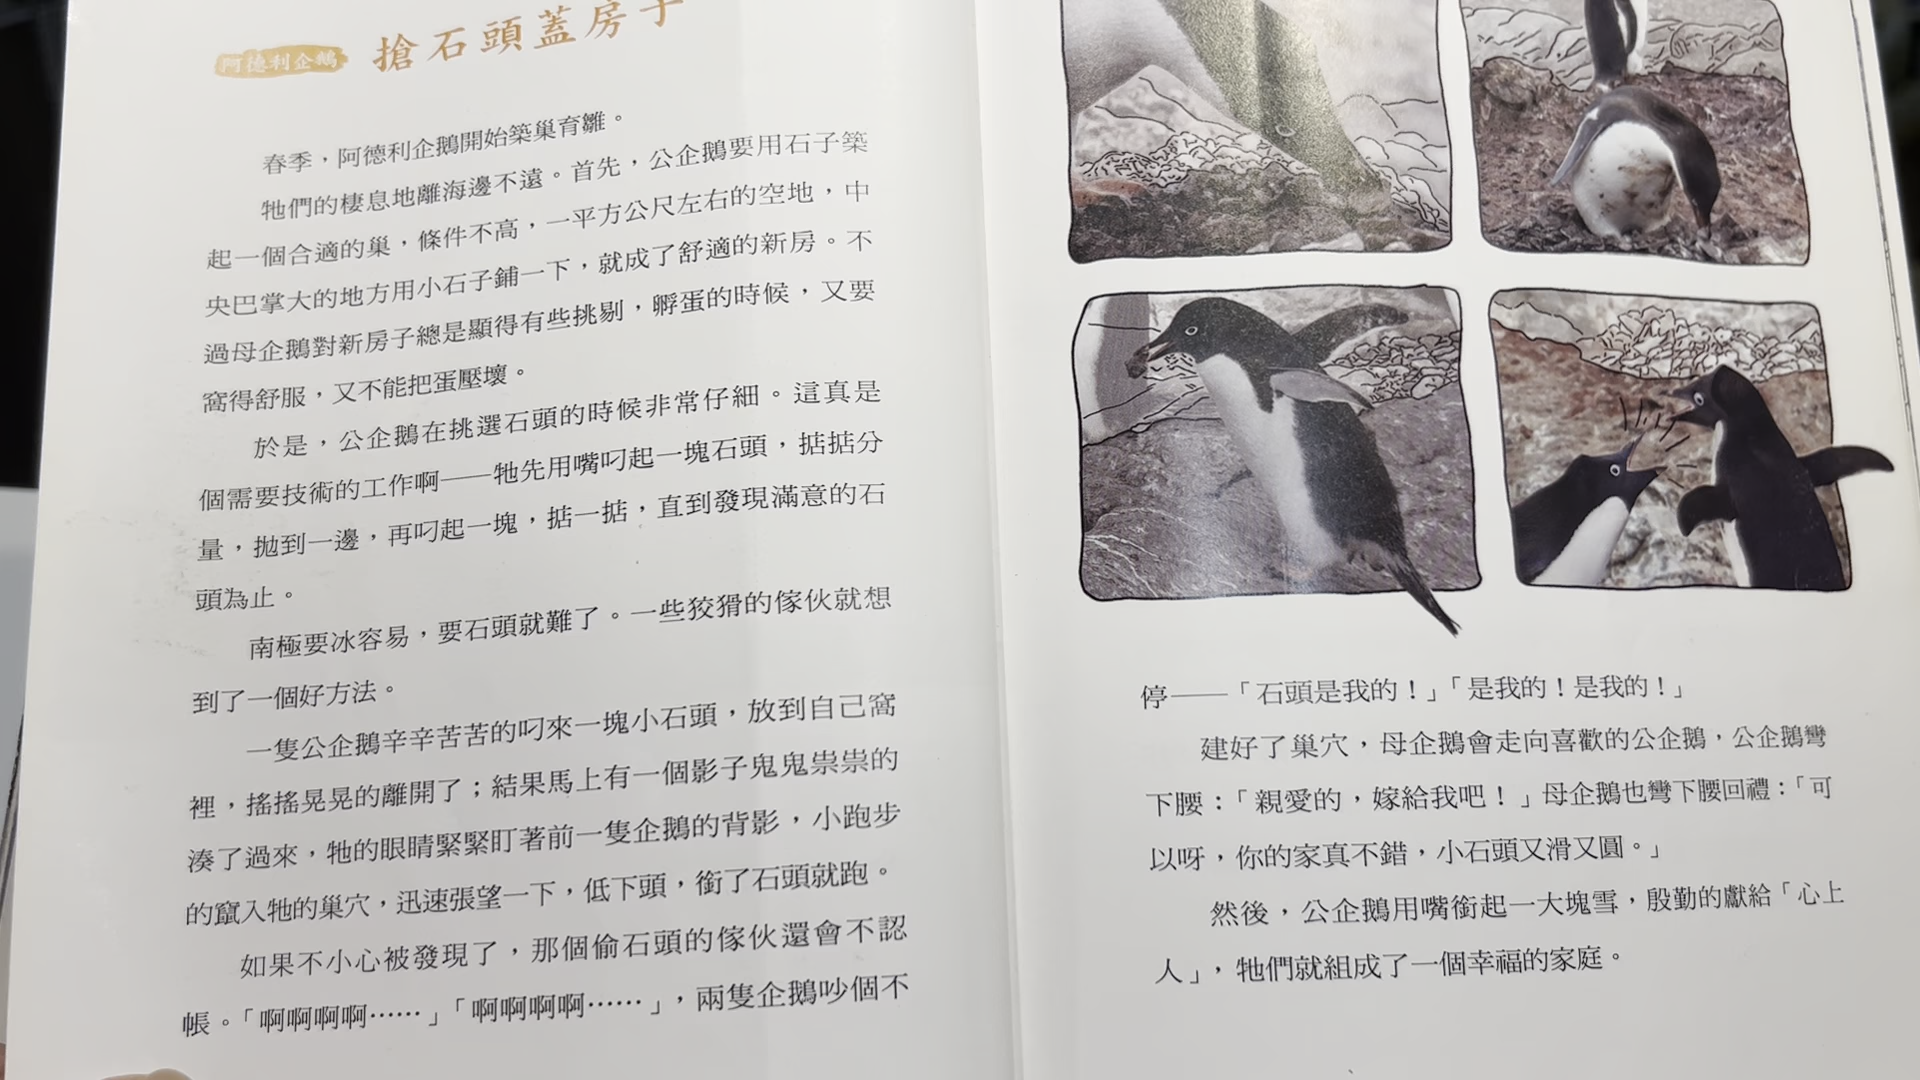 阿德利企鵝 搶石頭蓋房子
春季，阿德利企鵝開始築巢育雛。
牠們的棲息地離海邊不遠。首先，公企鵝要用石子築
起一個合適的巢，條件不高，一平方公尺左右的空地，中
央巴掌大的地方用小石子鋪一下，就成了舒適的新房。不
過母企鵝對新房子總是顯得有些挑剔，孵蛋的時候，又要
窩得舒服，又不能把蛋壓壞。
於是，公企鵝在挑選石頭的時候非常仔細。這真是
個需要技術的工作啊——牠先用嘴叼起一塊石頭，掂掂分
量，拋到一邊，再叼起一塊，掂一掂，直到發現滿意的石
頭為止。
南極要冰容易，要石頭就難了。一些狡猾的傢伙就想
到了一個好方法。
一隻公企鵝辛辛苦苦的叼來一塊小石頭，放到自己窩
裡，搖搖晃晃的離開了；結果馬上有一個影子鬼鬼祟祟的
湊了過來，牠的眼睛緊緊盯著前一隻企鵝的背影，小跑步
的竄入牠的巢穴，迅速張望一下，低下頭，銜了石頭就跑。
如果不小心被發現了，那個偷石頭的傢伙還會不認
帳。「啊啊啊啊……」「啊啊啊啊……」，兩隻企鵝吵個不
停——「石頭是我的！」「是我的！是我的！」
建好了巢穴，母企鵝會走向喜歡的公企鵝，公企鵝彎
下腰：「親愛的，嫁給我吧！」母企鵝也彎下腰回禮：「可
以呀，你的家真不錯，小石頭又滑又圓。」
然後，公企鵝用嘴銜起一大塊雪，殷勤的獻給「心上
人」，牠們就組成了一個幸福的家庭。